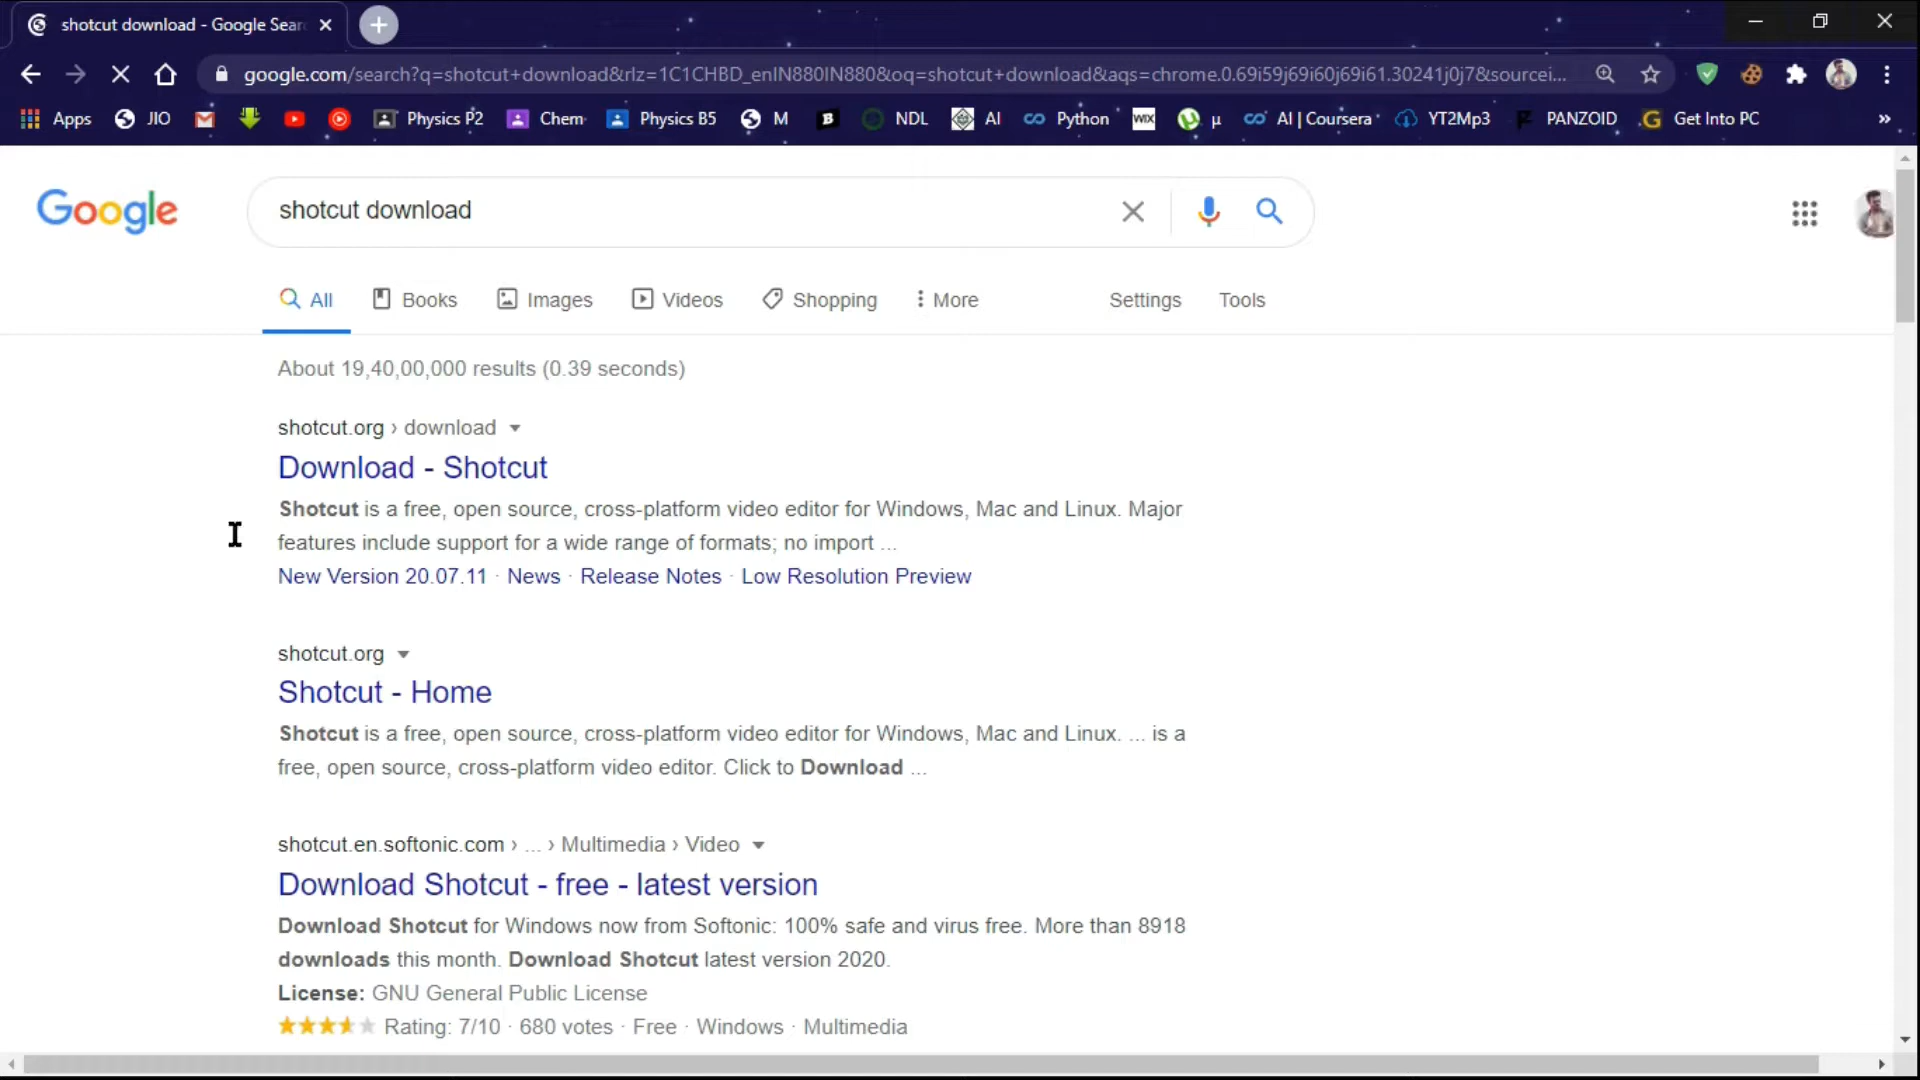 shotcut download - Google Sear
google.com/search?q=shotcut+download&rlz=1C1CHBD_enIN880IN880&oq=shotcut+download&aqs=chrome.0.69i59j69i60j69i61.30241j0j7&sourcei...
Apps JIO Physics P2 Chem Physics B5 M B NDL AI Python WIX µ AI | Coursera YT2Mp3 PANZOID Get Into PC »
Google shotcut download
All Books Images Videos Shopping More Settings Tools
About 19,40,00,000 results (0.39 seconds)
shotcut.org › download
Download - Shotcut
Shotcut is a free, open source, cross-platform video editor for Windows, Mac and Linux. Major
features include support for a wide range of formats; no import ...
New Version 20.07.11 · News · Release Notes · Low Resolution Preview
shotcut.org
Shotcut - Home
Shotcut is a free, open source, cross-platform video editor for Windows, Mac and Linux. ... is a
free, open source, cross-platform video editor. Click to Download ...
shotcut.en.softonic.com › ... › Multimedia › Video
Download Shotcut - free - latest version
Download Shotcut for Windows now from Softonic: 100% safe and virus free. More than 8918
downloads this month. Download Shotcut latest version 2020.
License: GNU General Public License
Rating: 7/10 · 680 votes · Free · Windows · Multimedia